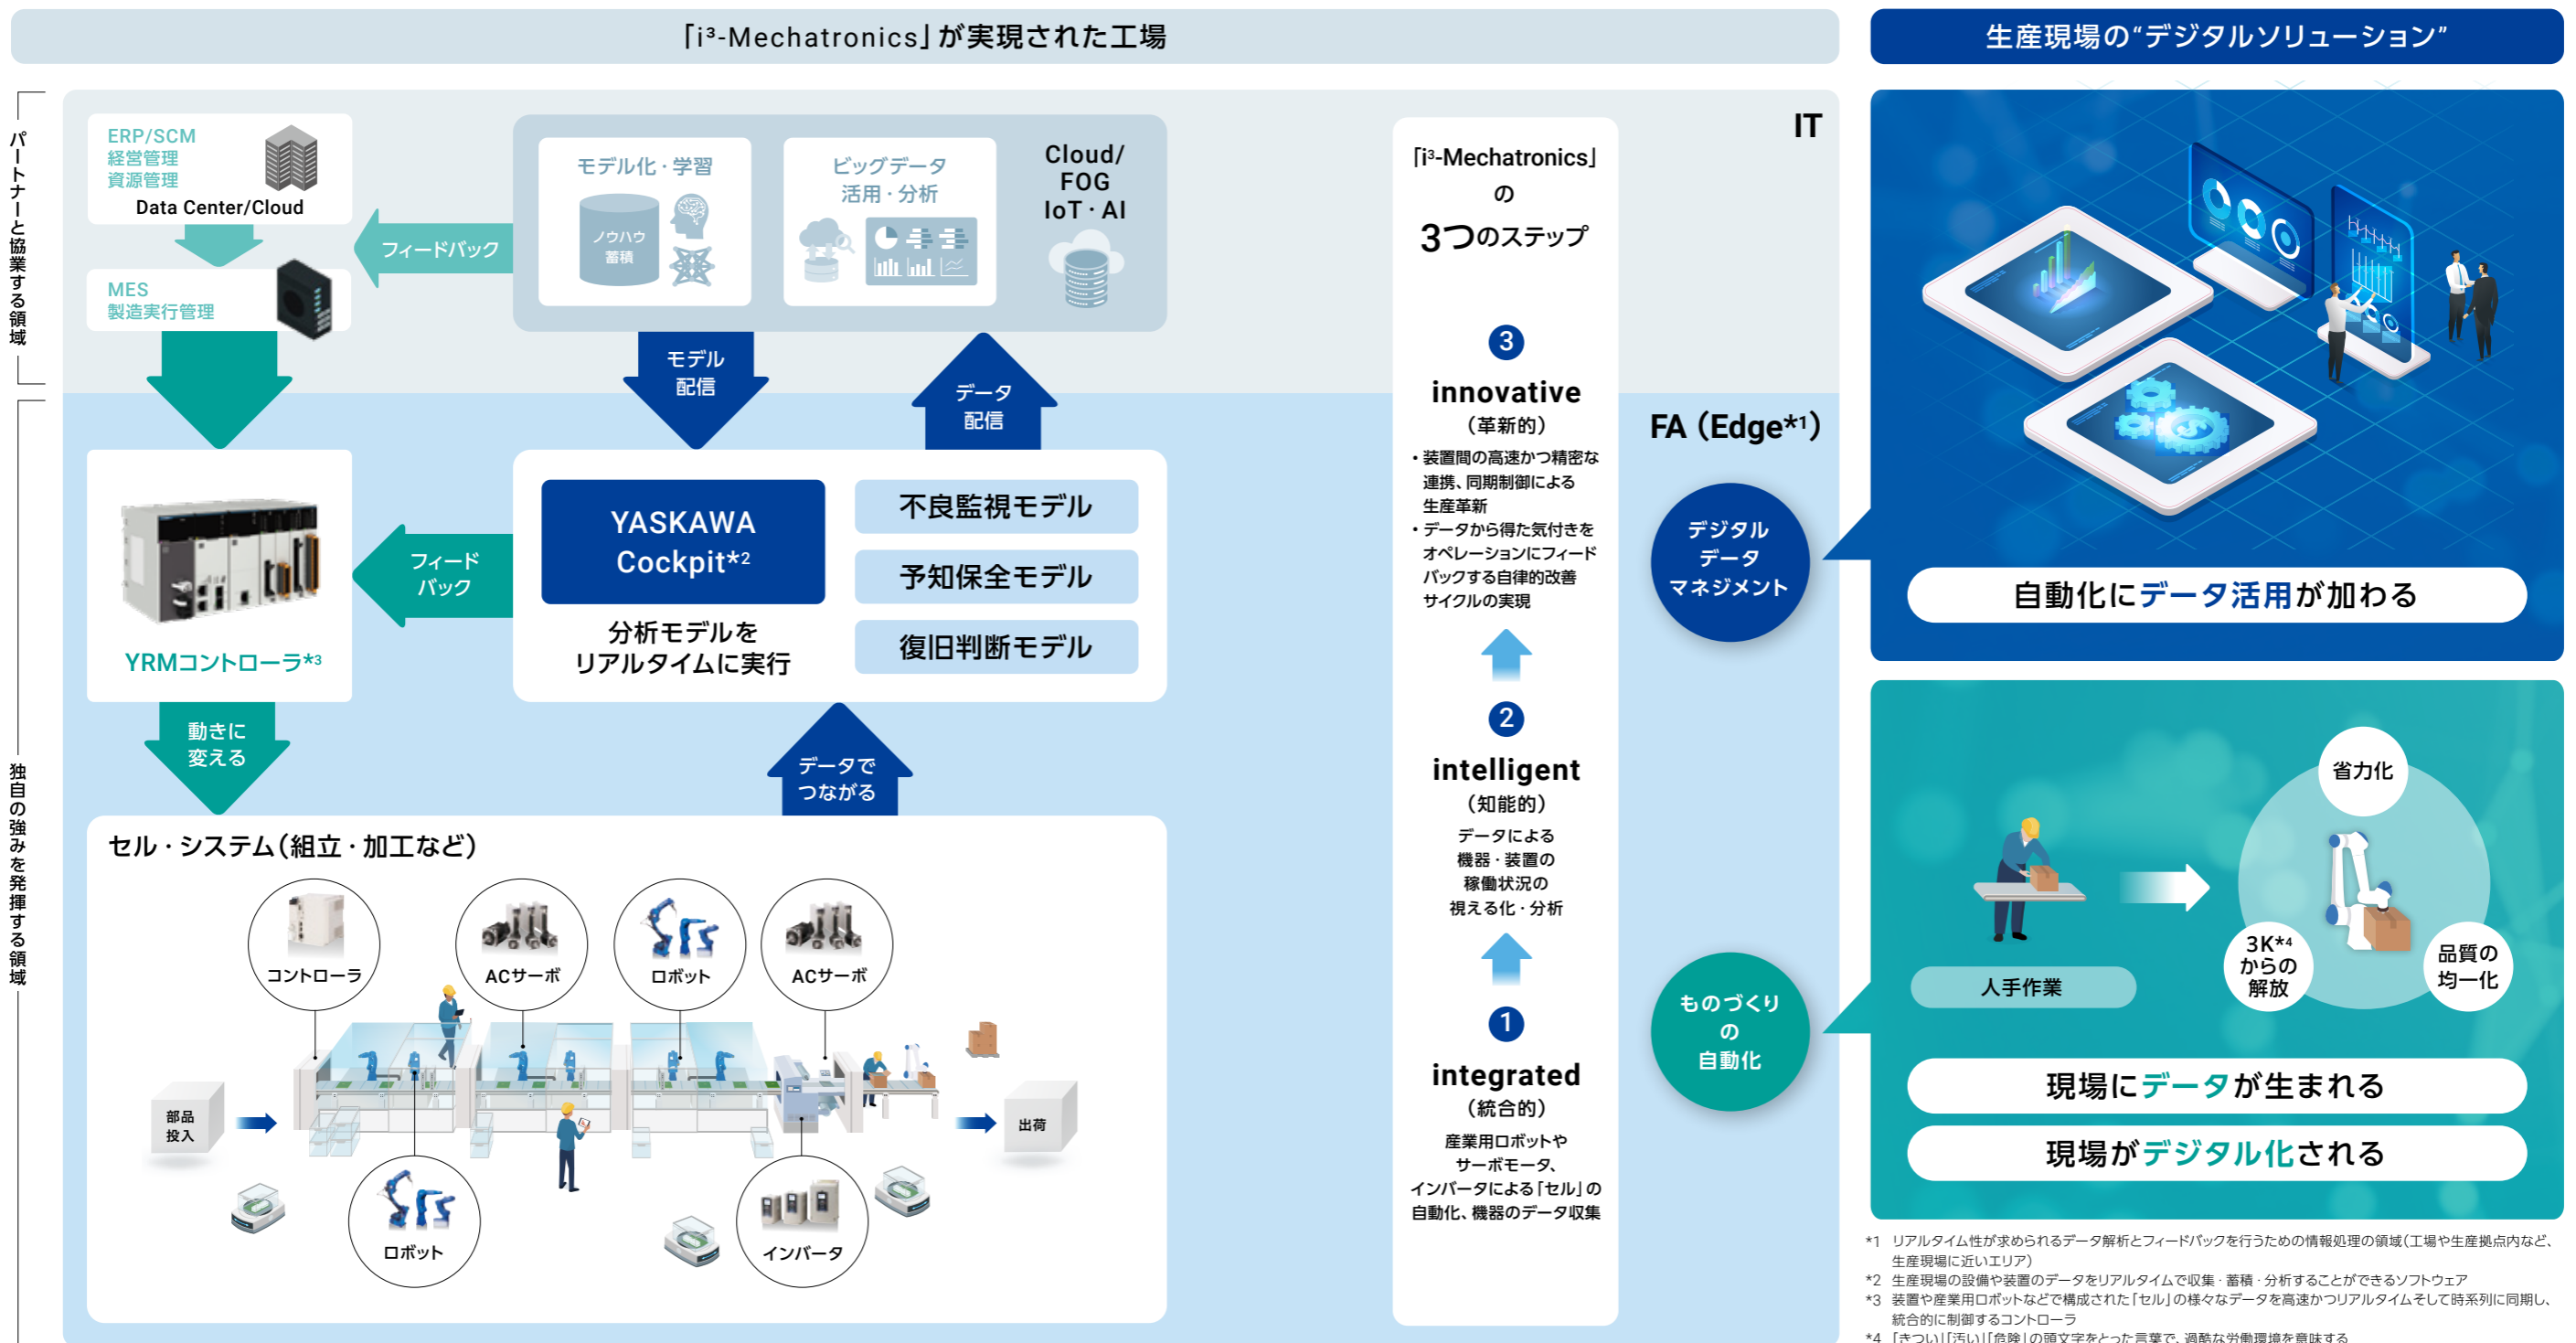 「i³-Mechatronics」が実現された工場
生産現場の“デジタルソリューション”
パートナーと協業する領域
独自の強みを発揮する領域
ERP/SCM
経営管理
資源管理
Data Center/Cloud
MES
製造実行管理
フィードバック
モデル化・学習
ノウハウ
蓄積
ビッグデータ
活用・分析
Cloud/
FOG
IoT・AI
モデル
配信
データ
配信
YRMコントローラ*3
フィード
バック
YASKAWA
Cockpit*2
分析モデルを
リアルタイムに実行
不良監視モデル
予知保全モデル
復旧判断モデル
動きに
変える
データで
つながる
セル・システム（組立・加工など）
コントローラ
ACサーボ
ロボット
ACサーボ
部品
投入
出荷
ロボット
インバータ
「i³-Mechatronics」
の
3つのステップ
3
innovative
（革新的）
・装置間の高速かつ精密な
連携、同期制御による
生産革新
・データから得た気付きを
オペレーションにフィード
バックする自律的改善
サイクルの実現
2
intelligent
（知能的）
データによる
機器・装置の
稼働状況の
視える化・分析
1
integrated
（統合的）
産業用ロボットや
サーボモータ、
インバータによる「セル」の
自動化、機器のデータ収集
IT
FA（Edge*1）
デジタル
データ
マネジメント
ものづくり
の
自動化
自動化にデータ活用が加わる
人手作業
省力化
3K*4
からの
解放
品質の
均一化
現場にデータが生まれる
現場がデジタル化される
*1 リアルタイム性が求められるデータ解析とフィードバックを行うための情報処理の領域（工場や生産拠点内など、
生産現場に近いエリア）
*2 生産現場の設備や装置のデータをリアルタイムで収集・蓄積・分析することができるソフトウェア
*3 装置や産業用ロボットなどで構成された「セル」の様々なデータを高速かつリアルタイムそして時系列に同期し、
統合的に制御するコントローラ
*4 「きつい」「汚い」「危険」の頭文字をとった言葉で、過酷な労働環境を意味する